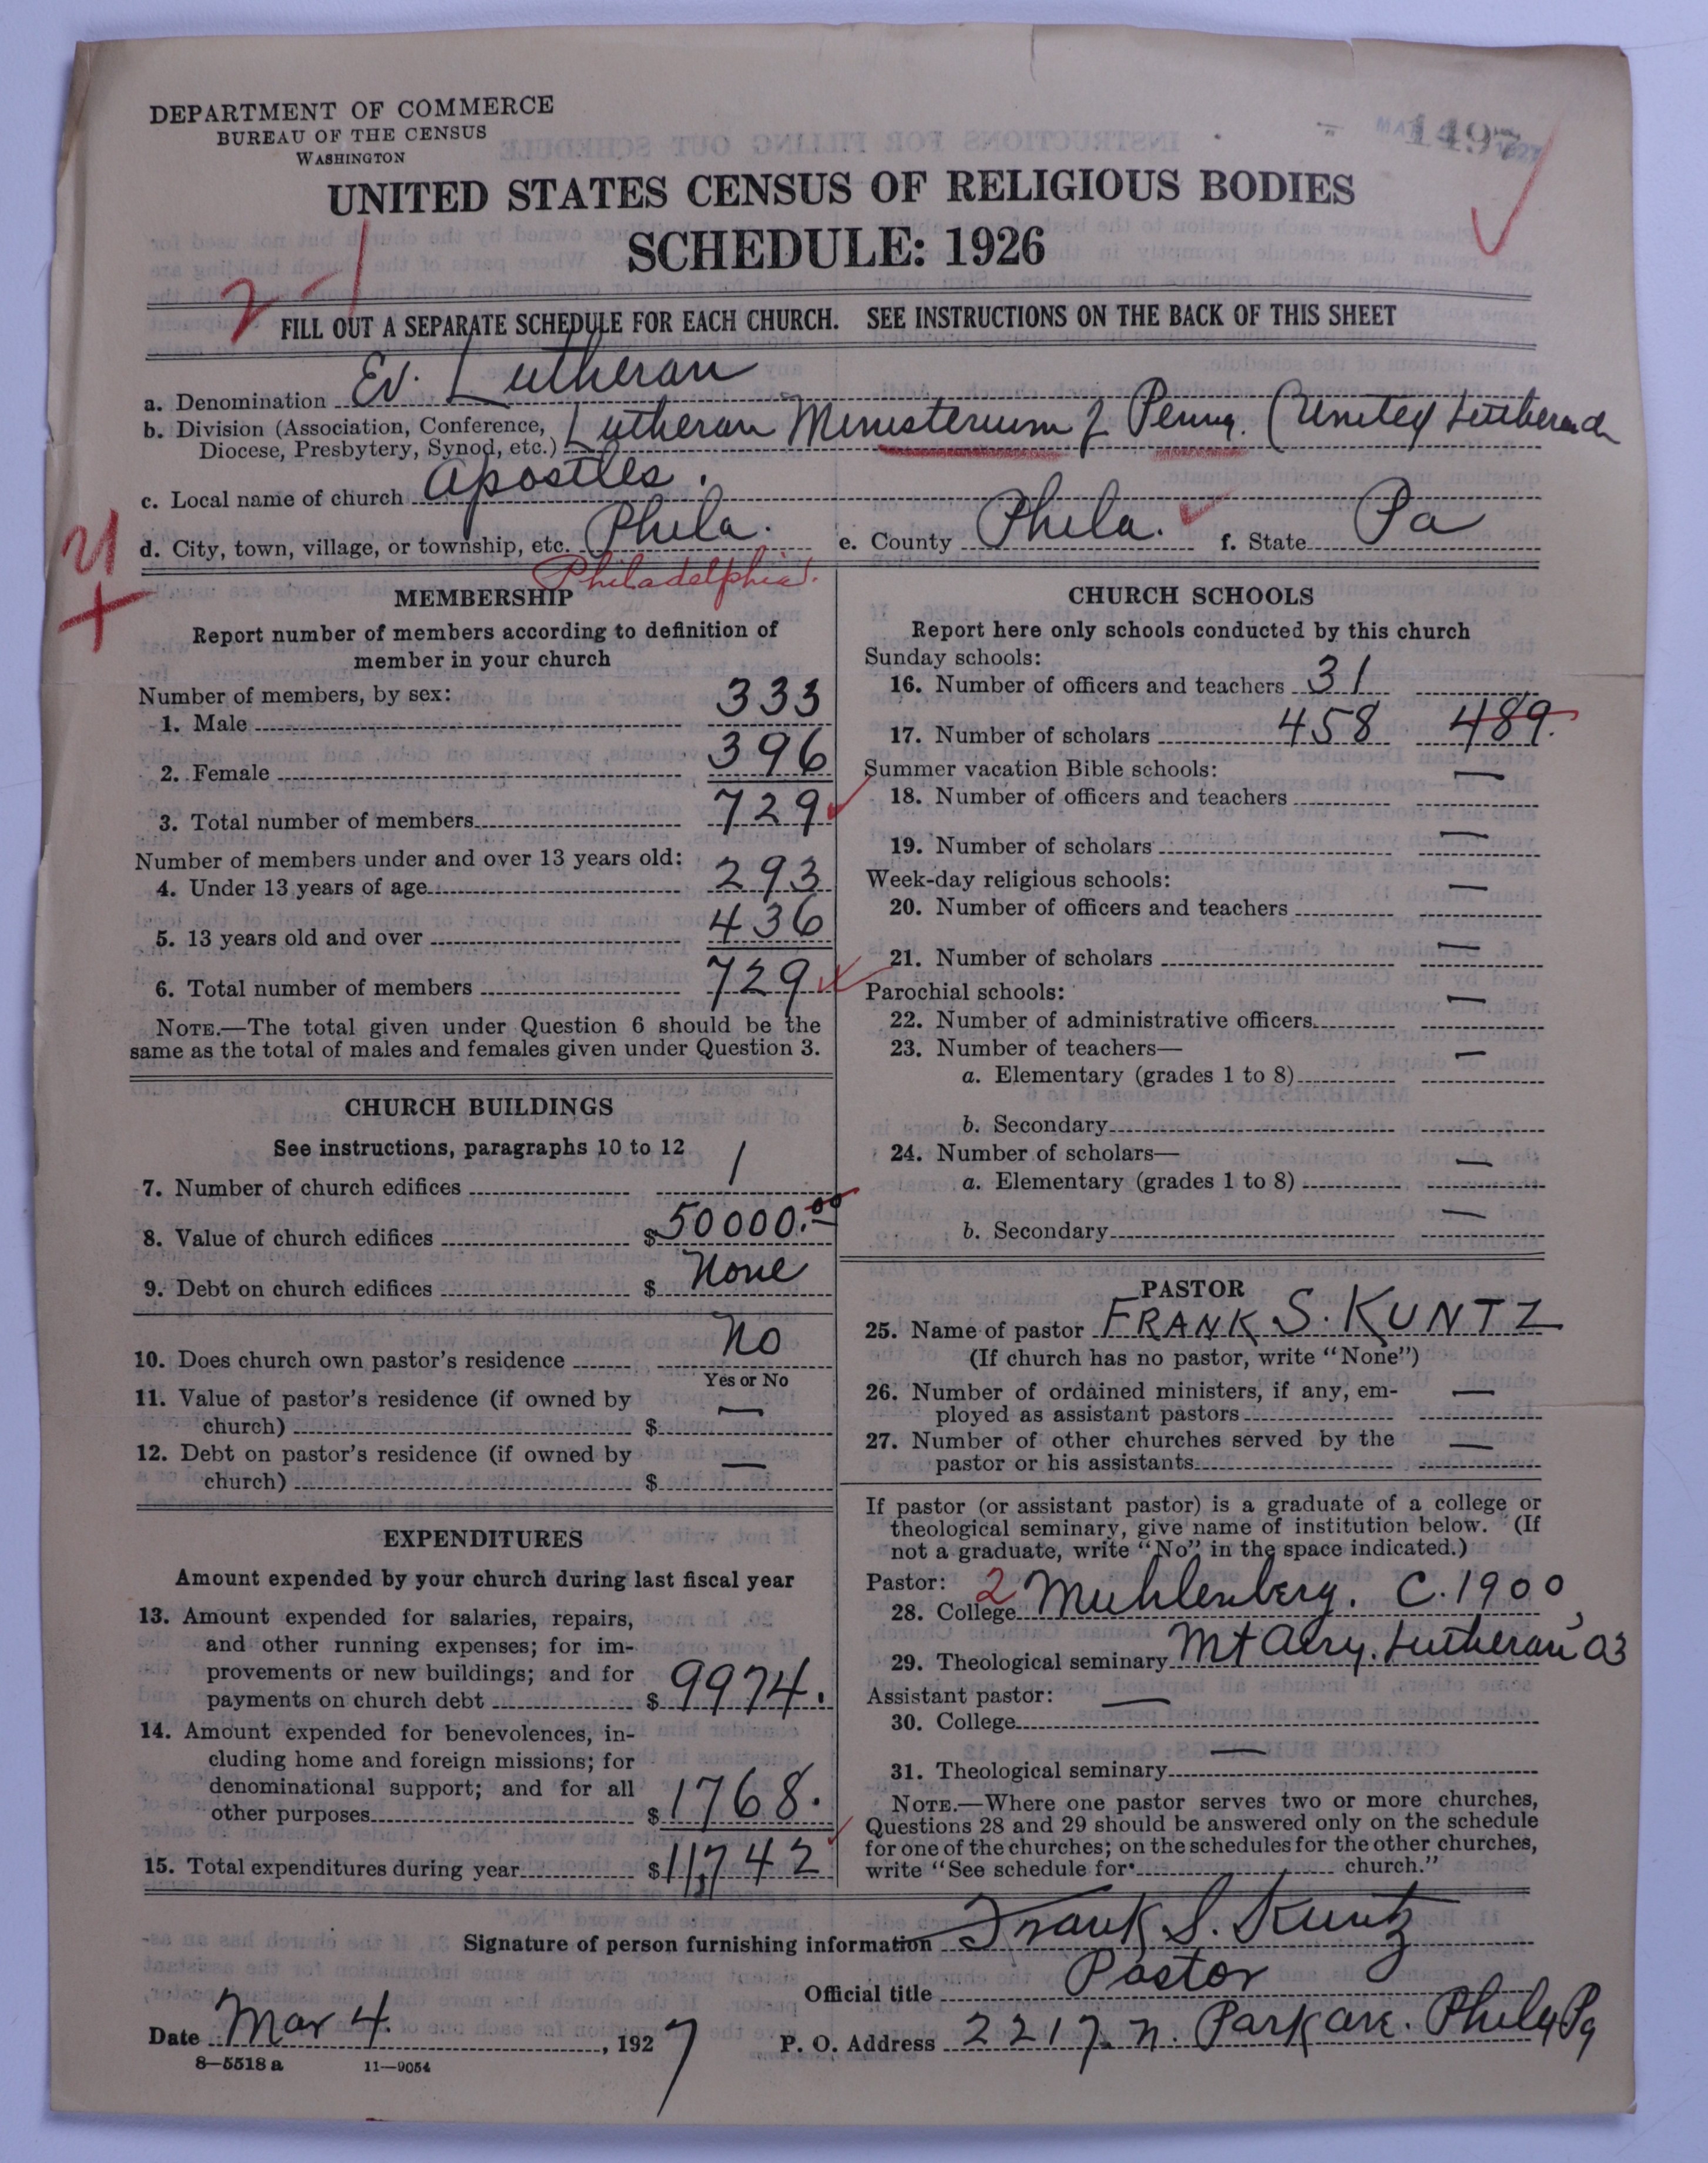 DEPARTMENT OF COMMERCE
BUREAU OF THE CENSUS
WASHINGTON
149
UNITED STATES CENSUS OF RELIGIOUS BODIES
SCHEDULE: 1926
2-1
FILL OUT A SEPARATE SCHEDULE FOR EACH CHURCH. SEE INSTRUCTIONS ON THE BACK OF THIS SHEET
a. Denomination Ev. Lutheran
b. Division (Association, Conference, Diocese, Presbytery, Synod, etc.) Lutheran Ministerium of Penna. (United Lutheran
c. Local name of church Apostles.
d. City, town, village, or township, etc. Phila. e. County Phila. f. State Pa
Philadelphia.
MEMBERSHIP
Report number of members according to definition of
member in your church
Number of members, by sex:
1. Male 333
2. Female 396
3. Total number of members 729
Number of members under and over 13 years old:
4. Under 13 years of age 293
5. 13 years old and over 436
6. Total number of members 729
NOTE.—The total given under Question 6 should be the
same as the total of males and females given under Question 3.
CHURCH BUILDINGS
See instructions, paragraphs 10 to 12
7. Number of church edifices 1
8. Value of church edifices $50000.00
9. Debt on church edifices $ None
10. Does church own pastor's residence No
Yes or No
11. Value of pastor's residence (if owned by
church) $ —
12. Debt on pastor's residence (if owned by
church) $ —
EXPENDITURES
Amount expended by your church during last fiscal year
13. Amount expended for salaries, repairs,
and other running expenses; for im-
provements or new buildings; and for
payments on church debt $9974.
14. Amount expended for benevolences, in-
cluding home and foreign missions; for
denominational support; and for all
other purposes $1768.
15. Total expenditures during year $11,742
CHURCH SCHOOLS
Report here only schools conducted by this church
Sunday schools:
16. Number of officers and teachers 31
17. Number of scholars 458 489.
Summer vacation Bible schools:
18. Number of officers and teachers —
19. Number of scholars —
Week-day religious schools:
20. Number of officers and teachers —
21. Number of scholars —
Parochial schools:
22. Number of administrative officers —
23. Number of teachers—
a. Elementary (grades 1 to 8) —
b. Secondary
24. Number of scholars—
a. Elementary (grades 1 to 8) —
b. Secondary —
PASTOR
25. Name of pastor FRANK S. KUNTZ
(If church has no pastor, write "None")
26. Number of ordained ministers, if any, em-
ployed as assistant pastors —
27. Number of other churches served by the
pastor or his assistants —
If pastor (or assistant pastor) is a graduate of a college or
theological seminary, give name of institution below. (If
not a graduate, write "No" in the space indicated.)
Pastor:
28. College 2 Muhlenberg. C. 1900,
29. Theological seminary Mt Airy. Lutheran 03
Assistant pastor:
30. College —
31. Theological seminary —
NOTE.—Where one pastor serves two or more churches,
Questions 28 and 29 should be answered only on the schedule
for one of the churches; on the schedules for the other churches,
write "See schedule for church."
Signature of person furnishing information Frank S. Kuntz
Official title Pastor
Date Mar 4. , 1927 P. O. Address 2217 N. Park ave. Phila Pa
8—5518 a 11—9054